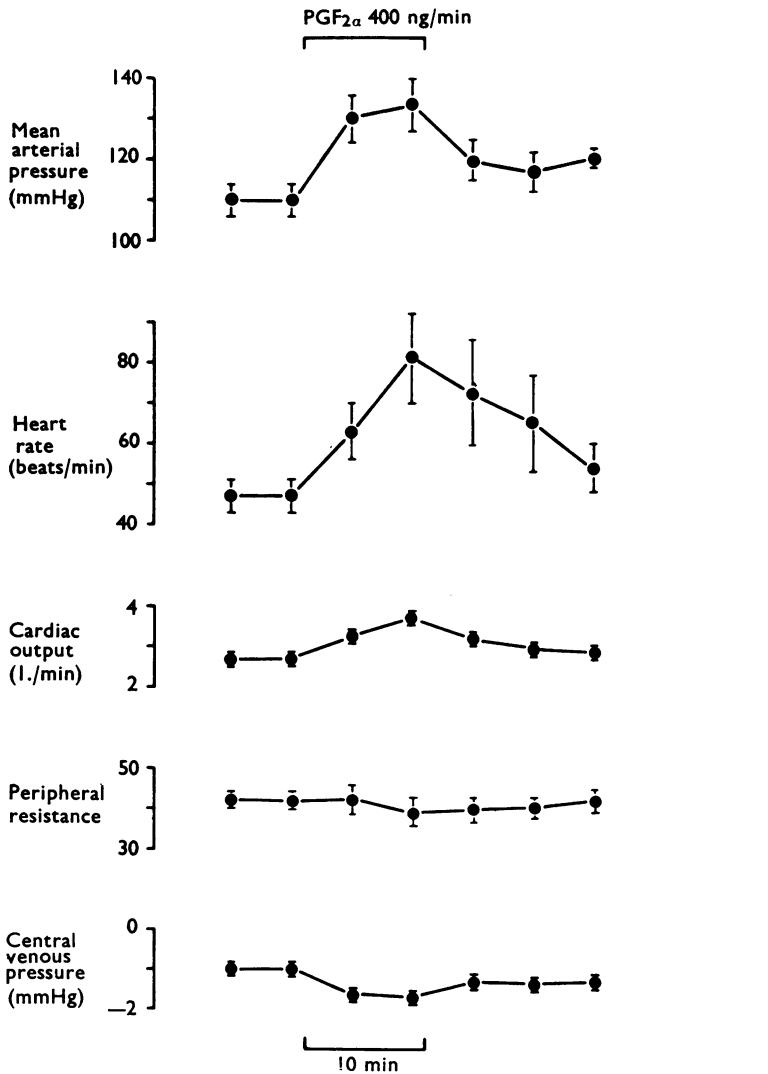 PGF2α 400 ng/min
140
Mean
arterial
pressure
(mmHg)
120
100
80
Heart
rate
(beats/min)
60
40
4
Cardiac
output
(l./min)
2
50
Peripheral
resistance
30
0
Central
venous
pressure
(mmHg)
—2
10 min